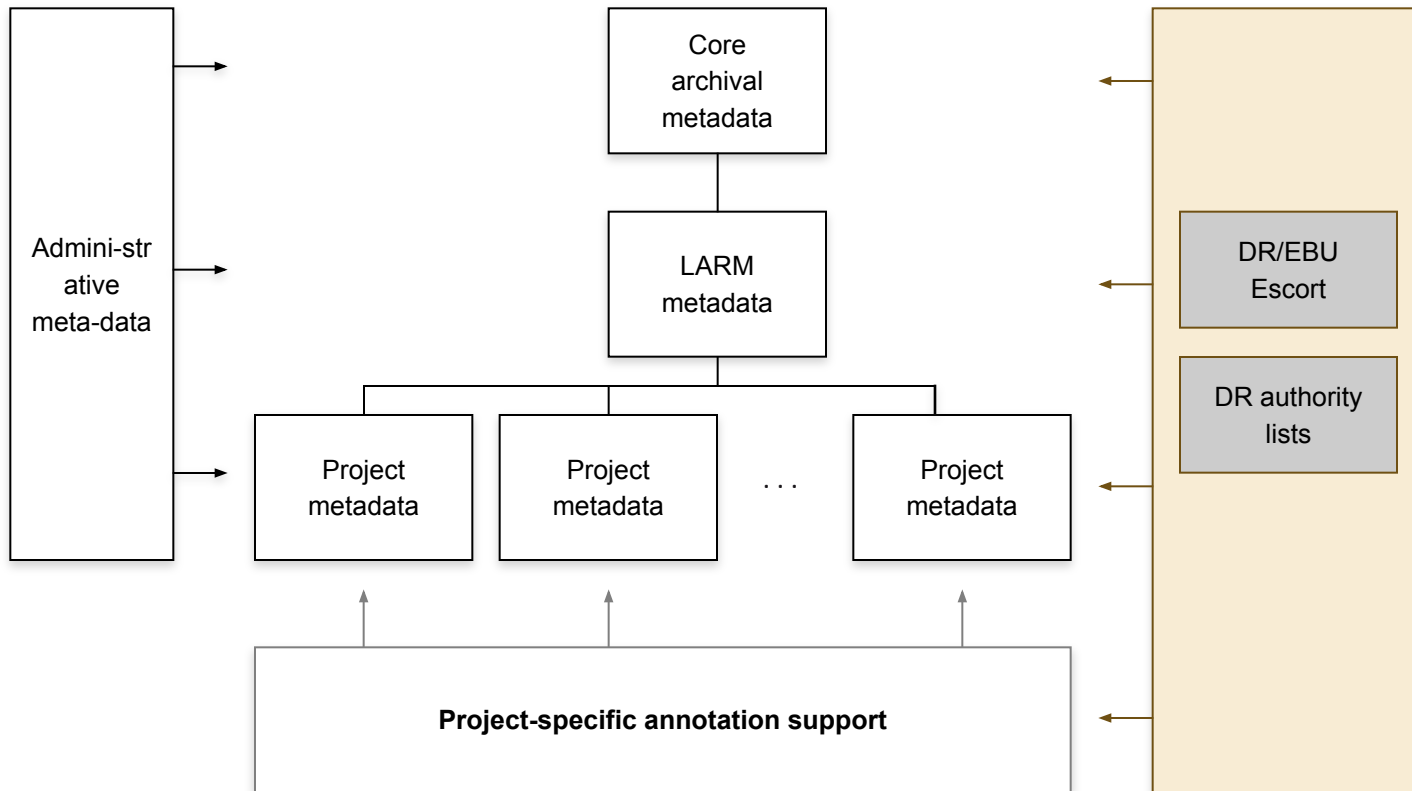 Core
archival
metadata
Admini-str
ative
meta-data
LARM
metadata
DR/EBU
Escort
DR authority
lists
Project
metadata
Project
metadata
. . .
Project
metadata
Project-specific annotation support